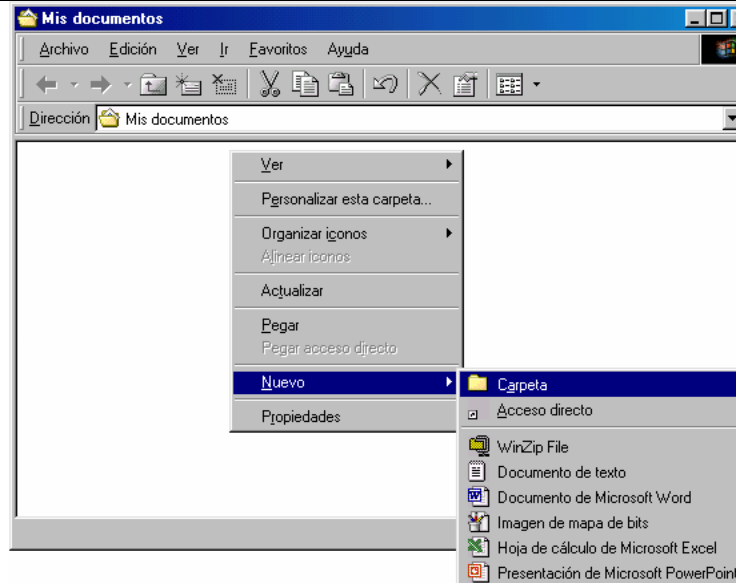 Mis documentos
Archivo Edición Ver Ir Favoritos Ayuda
Dirección Mis documentos
Ver
Personalizar esta carpeta...
Organizar iconos
Alinear iconos
Actualizar
Pegar
Pegar acceso directo
Nuevo
Propiedades
Carpeta
Acceso directo
WinZip File
Documento de texto
Documento de Microsoft Word
Imagen de mapa de bits
Hoja de cálculo de Microsoft Excel
Presentación de Microsoft PowerPoint